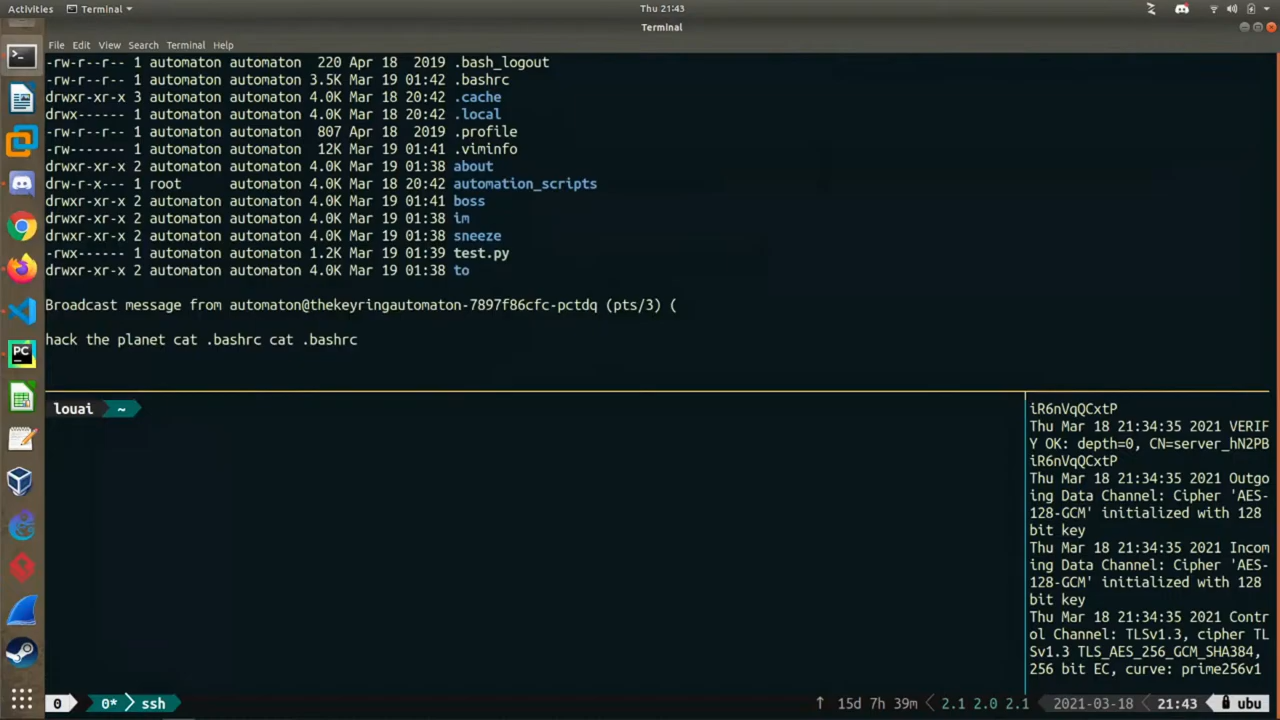 Activities Terminal Thu 21:43
Terminal
File Edit View Search Terminal Help
-rw-r--r-- 1 automaton automaton  220 Apr 18  2019 .bash_logout
-rw-r--r-- 1 automaton automaton 3.5K Mar 19 01:42 .bashrc
drwxr-xr-x 3 automaton automaton 4.0K Mar 18 20:42 .cache
drwx------ 1 automaton automaton 4.0K Mar 18 20:42 .local
-rw-r--r-- 1 automaton automaton  807 Apr 18  2019 .profile
-rw------- 1 automaton automaton  12K Mar 19 01:41 .viminfo
drwxr-xr-x 2 automaton automaton 4.0K Mar 19 01:38 about
drw-r-x--- 1 root      automaton 4.0K Mar 18 20:42 automation_scripts
drwxr-xr-x 2 automaton automaton 4.0K Mar 19 01:41 boss
drwxr-xr-x 2 automaton automaton 4.0K Mar 19 01:38 im
drwxr-xr-x 2 automaton automaton 4.0K Mar 19 01:38 sneeze
-rwx------ 1 automaton automaton 1.2K Mar 19 01:39 test.py
drwxr-xr-x 2 automaton automaton 4.0K Mar 19 01:38 to
Broadcast message from automaton@thekeyringautomaton-7897f86cfc-pctdq (pts/3) (
hack the planet cat .bashrc cat .bashrc
louai ~
iR6nVqQCxtP
Thu Mar 18 21:34:35 2021 VERIF
Y OK: depth=0, CN=server_hN2PB
iR6nVqQCxtP
Thu Mar 18 21:34:35 2021 Outgo
ing Data Channel: Cipher 'AES-
128-GCM' initialized with 128
bit key
Thu Mar 18 21:34:35 2021 Incom
ing Data Channel: Cipher 'AES-
128-GCM' initialized with 128
bit key
Thu Mar 18 21:34:35 2021 Contr
ol Channel: TLSv1.3, cipher TL
Sv1.3 TLS_AES_256_GCM_SHA384,
256 bit EC, curve: prime256v1
PC
0 0* ssh ↑ 15d 7h 39m 2.1 2.0 2.1 2021-03-18 21:43 ubu